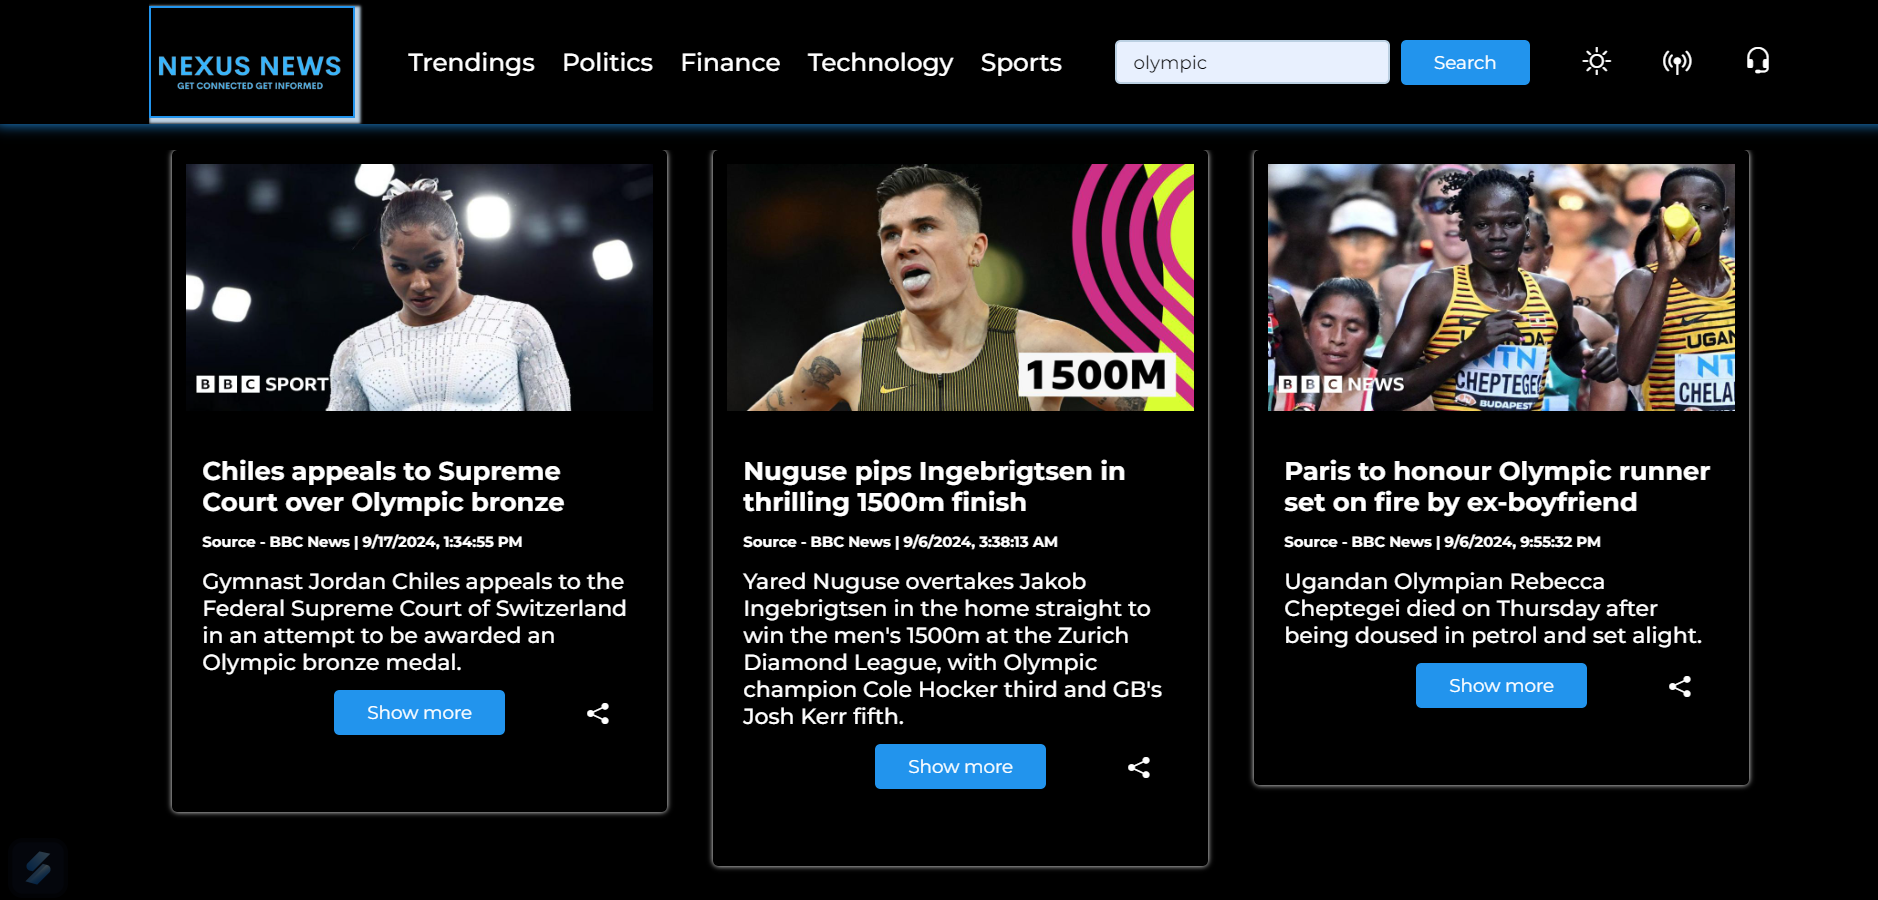 NEXUS NEWS
GET CONNECTED GET INFORMED
Trendings Politics Finance Technology Sports
olympic
Search
BBC SPORT
Chiles appeals to Supreme
Court over Olympic bronze
Source - BBC News | 9/17/2024, 1:34:55 PM
Gymnast Jordan Chiles appeals to the
Federal Supreme Court of Switzerland
in an attempt to be awarded an
Olympic bronze medal.
Show more
1500M
Nuguse pips Ingebrigtsen in
thrilling 1500m finish
Source - BBC News | 9/6/2024, 3:38:13 AM
Yared Nuguse overtakes Jakob
Ingebrigtsen in the home straight to
win the men's 1500m at the Zurich
Diamond League, with Olympic
champion Cole Hocker third and GB's
Josh Kerr fifth.
Show more
BBC NEWS
UGANDA
NTN
CHEPTEGE
BUDAPEST
UGAN
NT
CHELA
Paris to honour Olympic runner
set on fire by ex-boyfriend
Source - BBC News | 9/6/2024, 9:55:32 PM
Ugandan Olympian Rebecca
Cheptegei died on Thursday after
being doused in petrol and set alight.
Show more